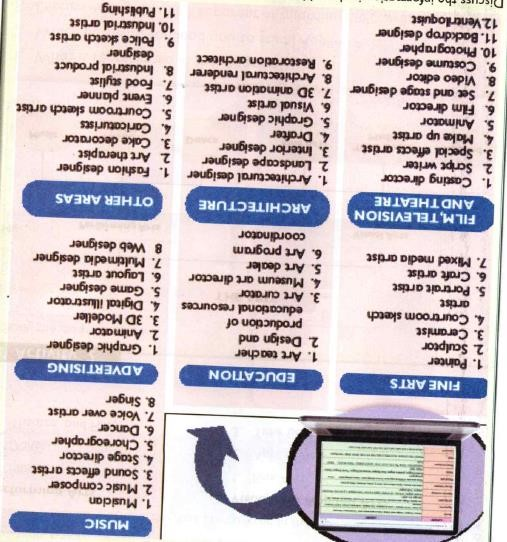 MUSIC
1. Musician
2. Music composer
3. Sound effects artist
4. Stage director
5. Choreographer
6. Dancer
7. Voice over artist
8. Singer
FINE ARTS
1. Painter
2. Sculptor
3. Ceramist
4. Courtroom sketch
artist
5. Portrait artist
6. Craft artist
7. Mixed media artist
EDUCATION
1. Art teacher
2. Design and
production of
educational resources
3. Art curator
4. Museum art director
5. Art dealer
6. Art program
coordinator
ADVERTISING
1. Graphic designer
2. Animator
3. 3D Modeller
4. Digital illustrator
5. Game designer
6. Layout artist
7. Multimedia designer
8 Web designer
FILM, TELEVISION
AND THEATRE
1. Casting director
2. Script writer
3. Special effects artist
4. Make up artist
5. Animator
6. Film director
7. Set and stage designer
8. Video editor
9. Costume designer
10. Photographer
11. Backdrop designer
12. Ventriloquist
ARCHITECTURE
1. Architectural designer
2. Landscape designer
3. Interior designer
4. Drafter
5. Graphic designer
6. Visual artist
7. 3D animation artist
8. Architectural renderer
9. Restoration architect
OTHER AREAS
1. Fashion designer
2. Art therapist
3. Cake decorator
4. Caricaturists
5. Courtroom sketch artist
6. Event planner
7. Food stylist
8. Industrial product
designer
9. Police sketch artist
10. Industrial artist
11. Publishing
Discuss the information